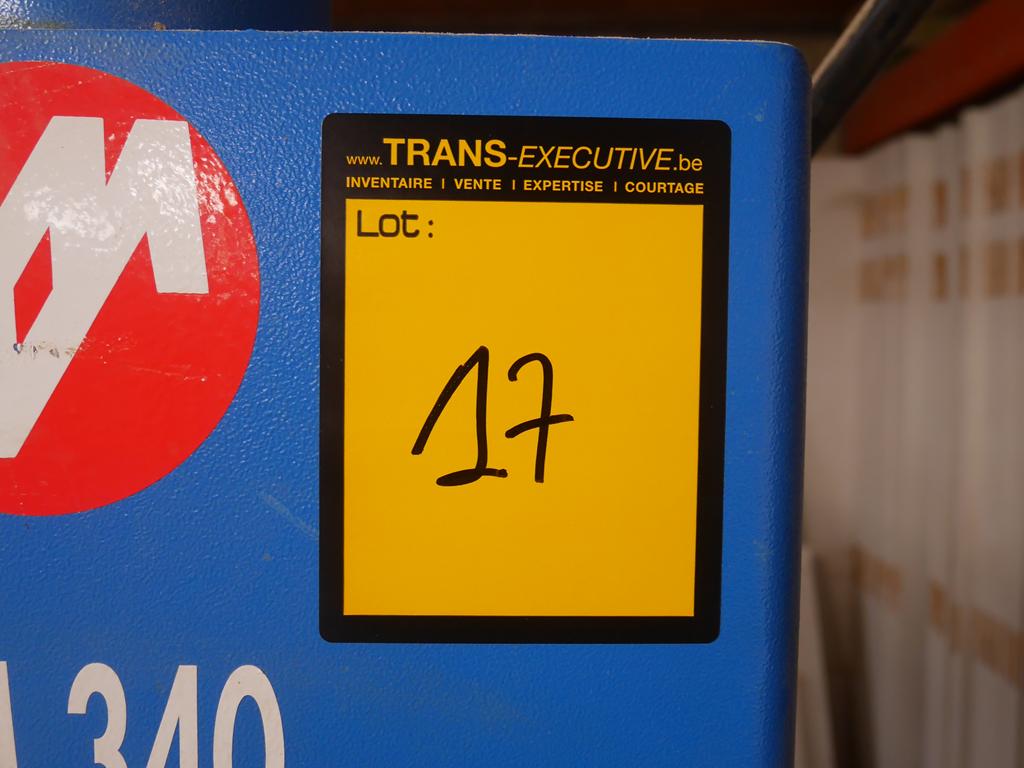 www.TRANS-EXECUTIVE.be
INVENTAIRE I VENTE I EXPERTISE I COURTAGE
Lot:
17
340